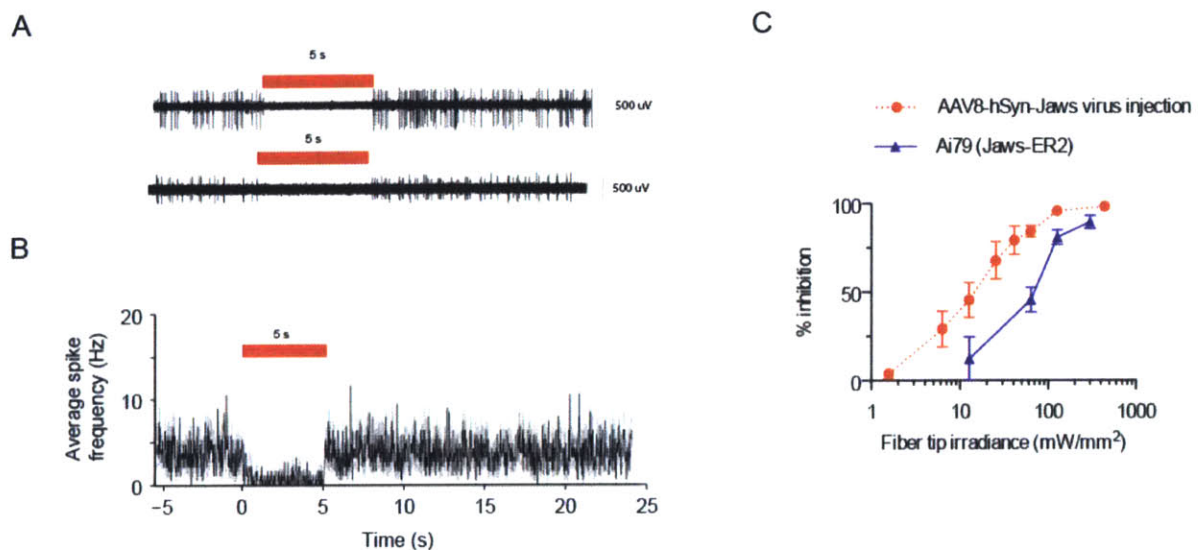 A
5 s
500 uV
5 s
500 uV
B
Average spike
frequency (Hz)
20
15
10
5
0
5 s
−5
0
5
10
15
20
25
Time (s)
C
AAV8-hSyn-Jaws virus injection
Ai79 (Jaws-ER2)
% inhibition
100
50
0
1
10
100
1000
Fiber tip irradiance (mW/mm²)